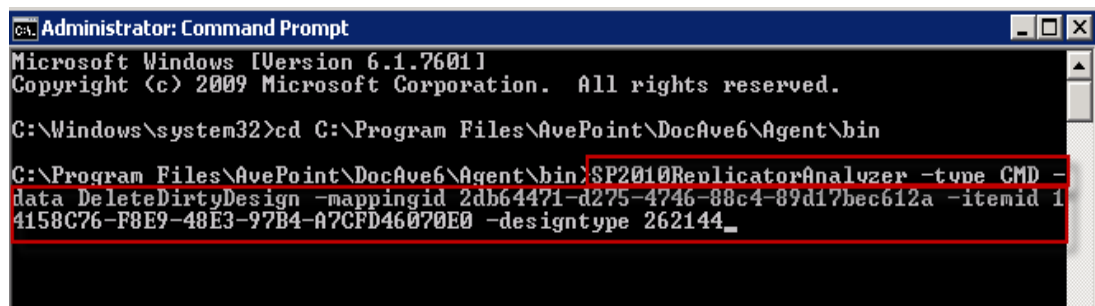 Administrator: Command Prompt
Microsoft Windows [Version 6.1.7601]
Copyright (c) 2009 Microsoft Corporation.  All rights reserved.
C:\Windows\system32>cd C:\Program Files\AvePoint\DocAve6\Agent\bin
C:\Program Files\AvePoint\DocAve6\Agent\bin>SP2010ReplicatorAnalyzer -type CMD -
data DeleteDirtyDesign -mappingid 2db64471-d275-4746-88c4-89d17bec612a -itemid 1
4158C76-F8E9-48E3-97B4-A7CFD46070E0 -designtype 262144_